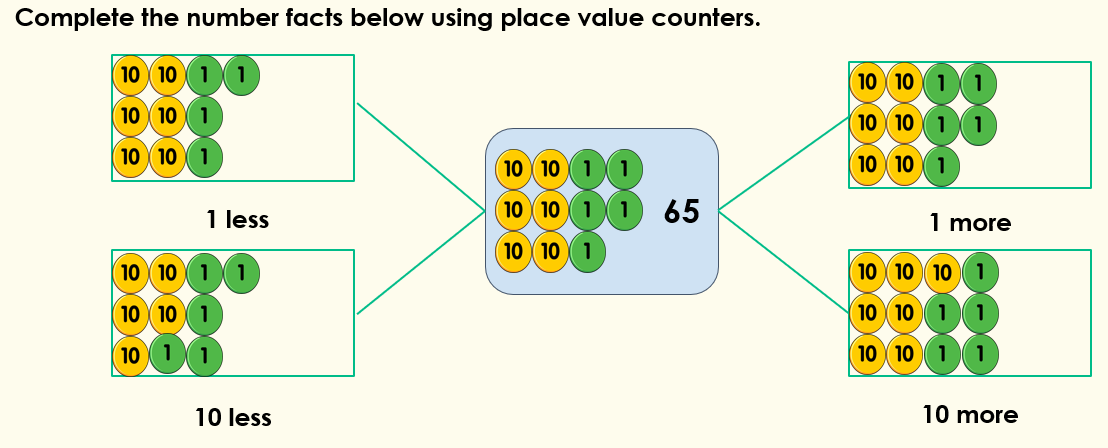 Complete the number facts below using place value counters.
10 10 1 1
10 10 1
10 10 1
1 less
10 10 1 1
10 10 1
10 1 1
10 less
10 10 1 1
10 10 1 1 65
10 10 1
10 10 1 1
10 10 1 1
10 10 1
1 more
10 10 10 1
10 10 1 1
10 10 1 1
10 more